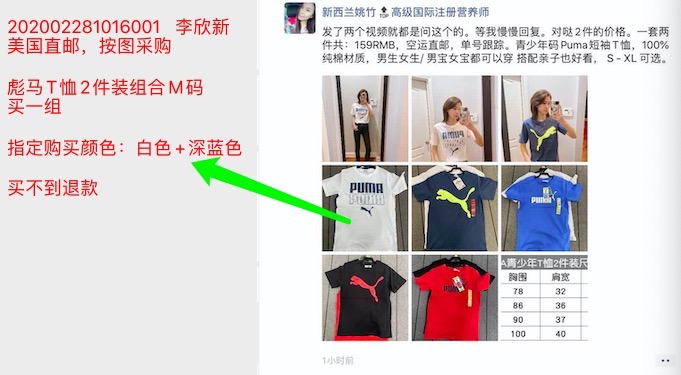 202002281016001 李欣新
美国直邮，按图采购
彪马T恤2件装组合M码
买一组
指定购买颜色：白色+深蓝色
买不到退款
新西兰姚竹🔝高级国际注册营养师
发了两个视频就都是问这个的。等我慢慢回复。对哒2件的价格。一套两
件共：159RMB，空运直邮，单号跟踪。青少年码Puma短袖T恤，100%
纯棉材质，男生女生/ 男宝女宝都可以穿 搭配亲子也好看， S – XL 可选。
PUMA
PUMA
PUMA
A青少年T恤2件装尺
胸围 肩宽
78 32
86 36
90 37
100 40
1小时前